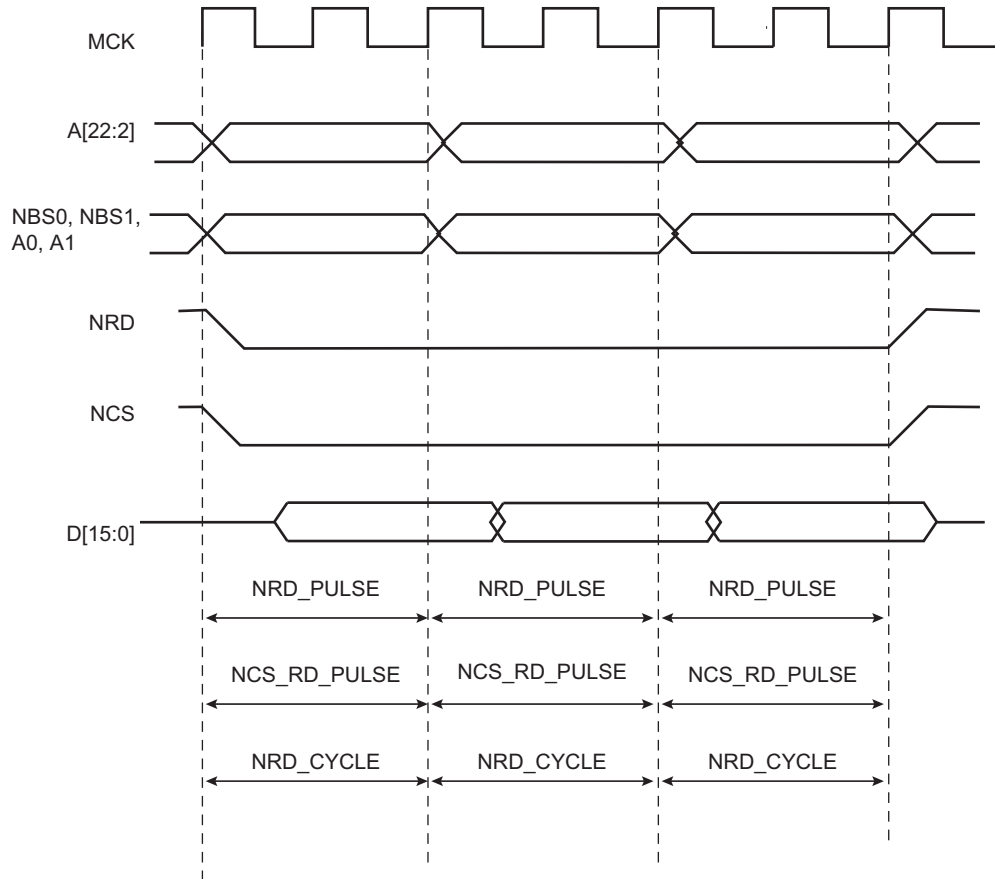 MCK
A[22:2]
NBS0, NBS1,
A0, A1
NRD
NCS
D[15:0]
NRD_PULSE NRD_PULSE NRD_PULSE
NCS_RD_PULSE NCS_RD_PULSE NCS_RD_PULSE
NRD_CYCLE NRD_CYCLE NRD_CYCLE